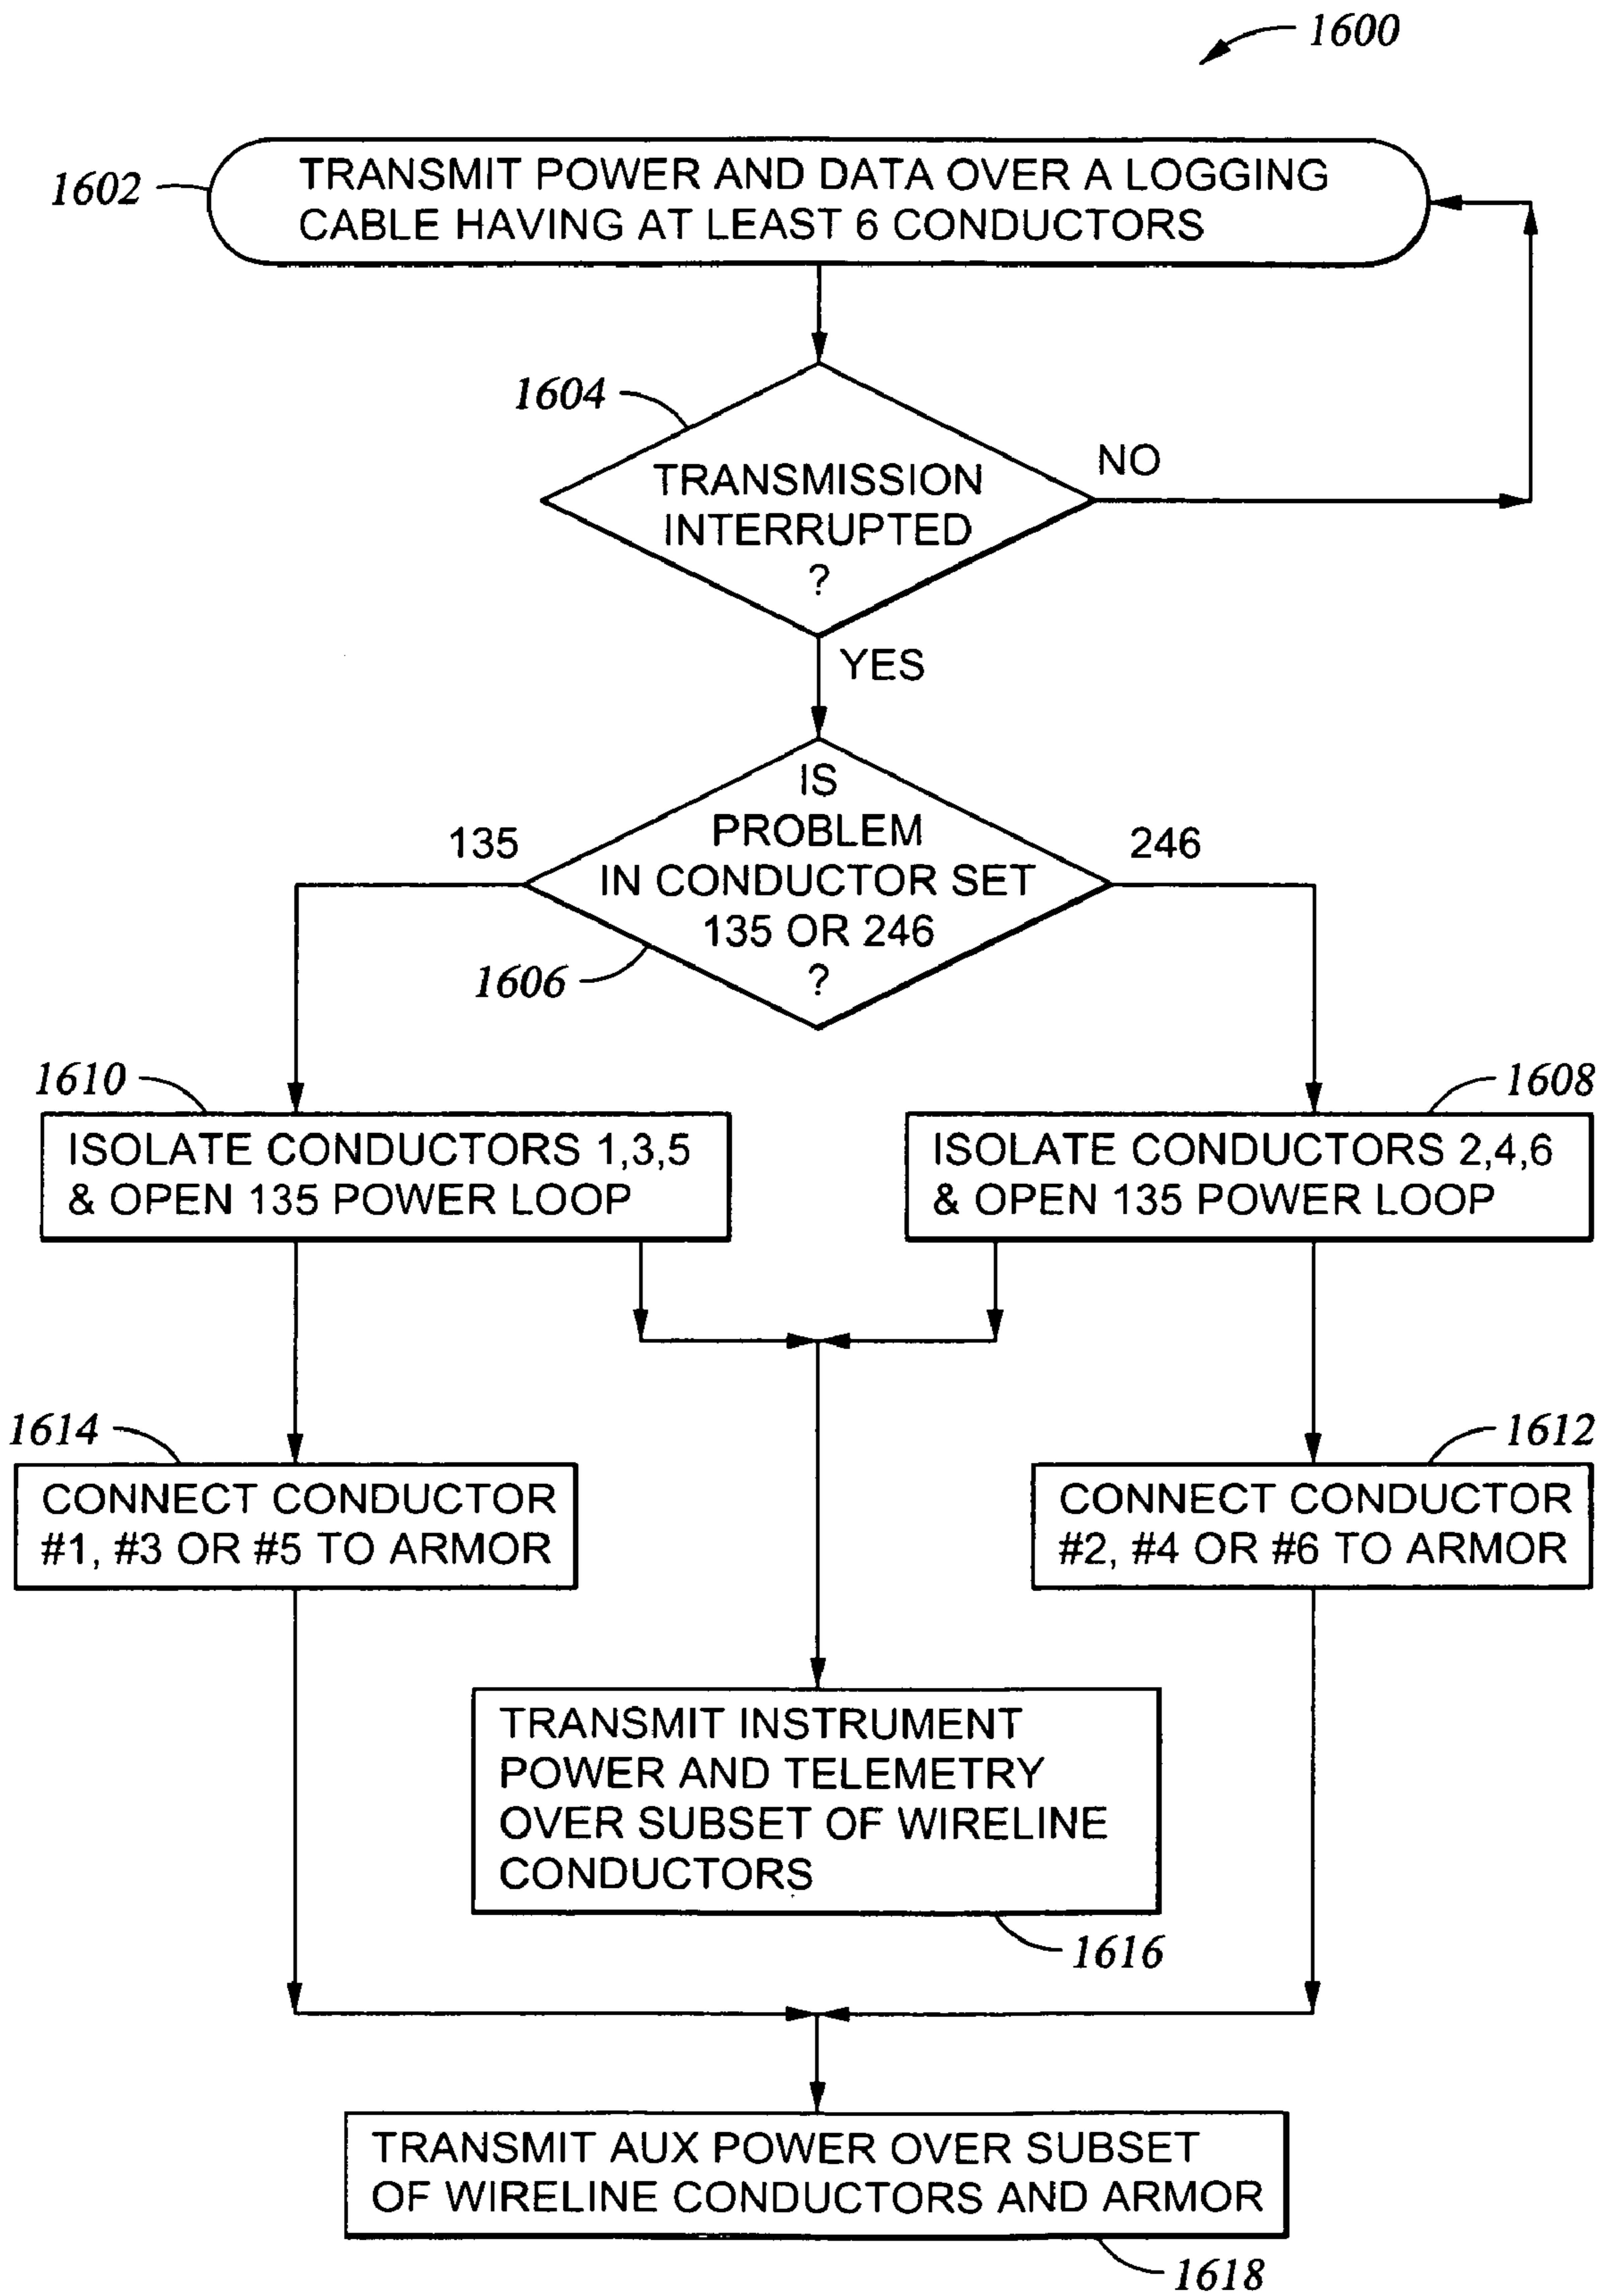 1600
1602
TRANSMIT POWER AND DATA OVER A LOGGING
CABLE HAVING AT LEAST 6 CONDUCTORS
1604
TRANSMISSION
INTERRUPTED
?
NO
YES
IS
PROBLEM
IN CONDUCTOR SET
135 OR 246
?
135
246
1606
1610
ISOLATE CONDUCTORS 1,3,5
& OPEN 135 POWER LOOP
1608
ISOLATE CONDUCTORS 2,4,6
& OPEN 135 POWER LOOP
1614
CONNECT CONDUCTOR
#1, #3 OR #5 TO ARMOR
1612
CONNECT CONDUCTOR
#2, #4 OR #6 TO ARMOR
TRANSMIT INSTRUMENT
POWER AND TELEMETRY
OVER SUBSET OF WIRELINE
CONDUCTORS
1616
TRANSMIT AUX POWER OVER SUBSET
OF WIRELINE CONDUCTORS AND ARMOR
1618